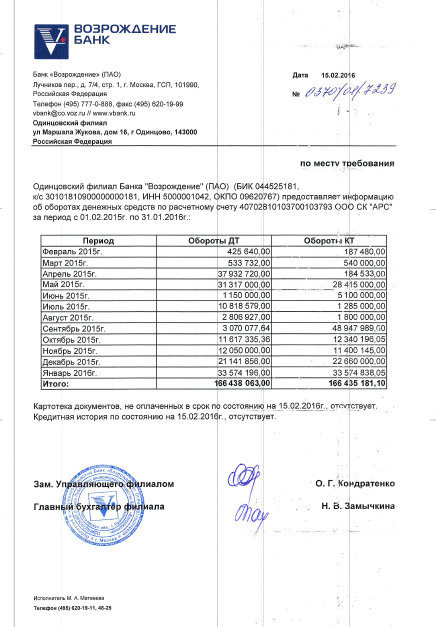 ВОЗРОЖДЕНИЕ
БАНК
Банк «Возрождение» (ПАО)
Лучников пер., д. 7/4, стр. 1, г. Москва, ГСП, 101990,
Российская Федерация
Телефон (495) 777-0-888, факс (495) 620-19-99
vbank@co.voz.ru // www.vbank.ru
Одинцовский филиал
ул Маршала Жукова, дом 16, г Одинцово, 143000
Российская Федерация
Дата 15.02.2016
№ 0370/01/7239
по месту требования
Одинцовский филиал Банка "Возрождение" (ПАО) (БИК 044525181,
к/с 30101810900000000181, ИНН 5000001042, ОКПО 09620767) предоставляет информацию
об оборотах денежных средств по расчетному счету 40702810103700103793 ООО СК "АРС"
за период с 01.02.2015г. по 31.01.2016г.:
Период Обороты ДТ Обороты КТ
Февраль 2015г. 425 640,00 187 480,00
Март 2015г. 533 732,00 540 000,00
Апрель 2015г. 37 932 720,00 184 533,00
Май 2015г. 31 317 000,00 28 415 000,00
Июнь 2015г. 1 150 000,00 5 100 000,00
Июль 2015г. 10 818 579,00 1 285 000,00
Август 2015г. 2 806 927,00 1 800 000,00
Сентябрь 2015г. 3 070 077,64 48 947 989,60
Октябрь 2015г. 11 617 335,36 12 340 196,05
Ноябрь 2015г. 12 050 000,00 11 400 145,00
Декабрь 2015г. 21 141 856,00 22 660 000,00
Январь 2016г. 33 574 196,00 33 574 838,05
Итого: 166 438 063,00 166 435 181,10
Картотека документов, не оплаченных в срок по состоянию на 15.02.2016г., отсутствует.
Кредитная история по состоянию на 15.02.2016г., отсутствует.
Зам. Управляющего филиалом О. Г. Кондратенко
Главный бухгалтер филиала Н. В. Замычкина
Исполнитель М. А. Матвеева
Телефон (495) 620-19-11, 48-25